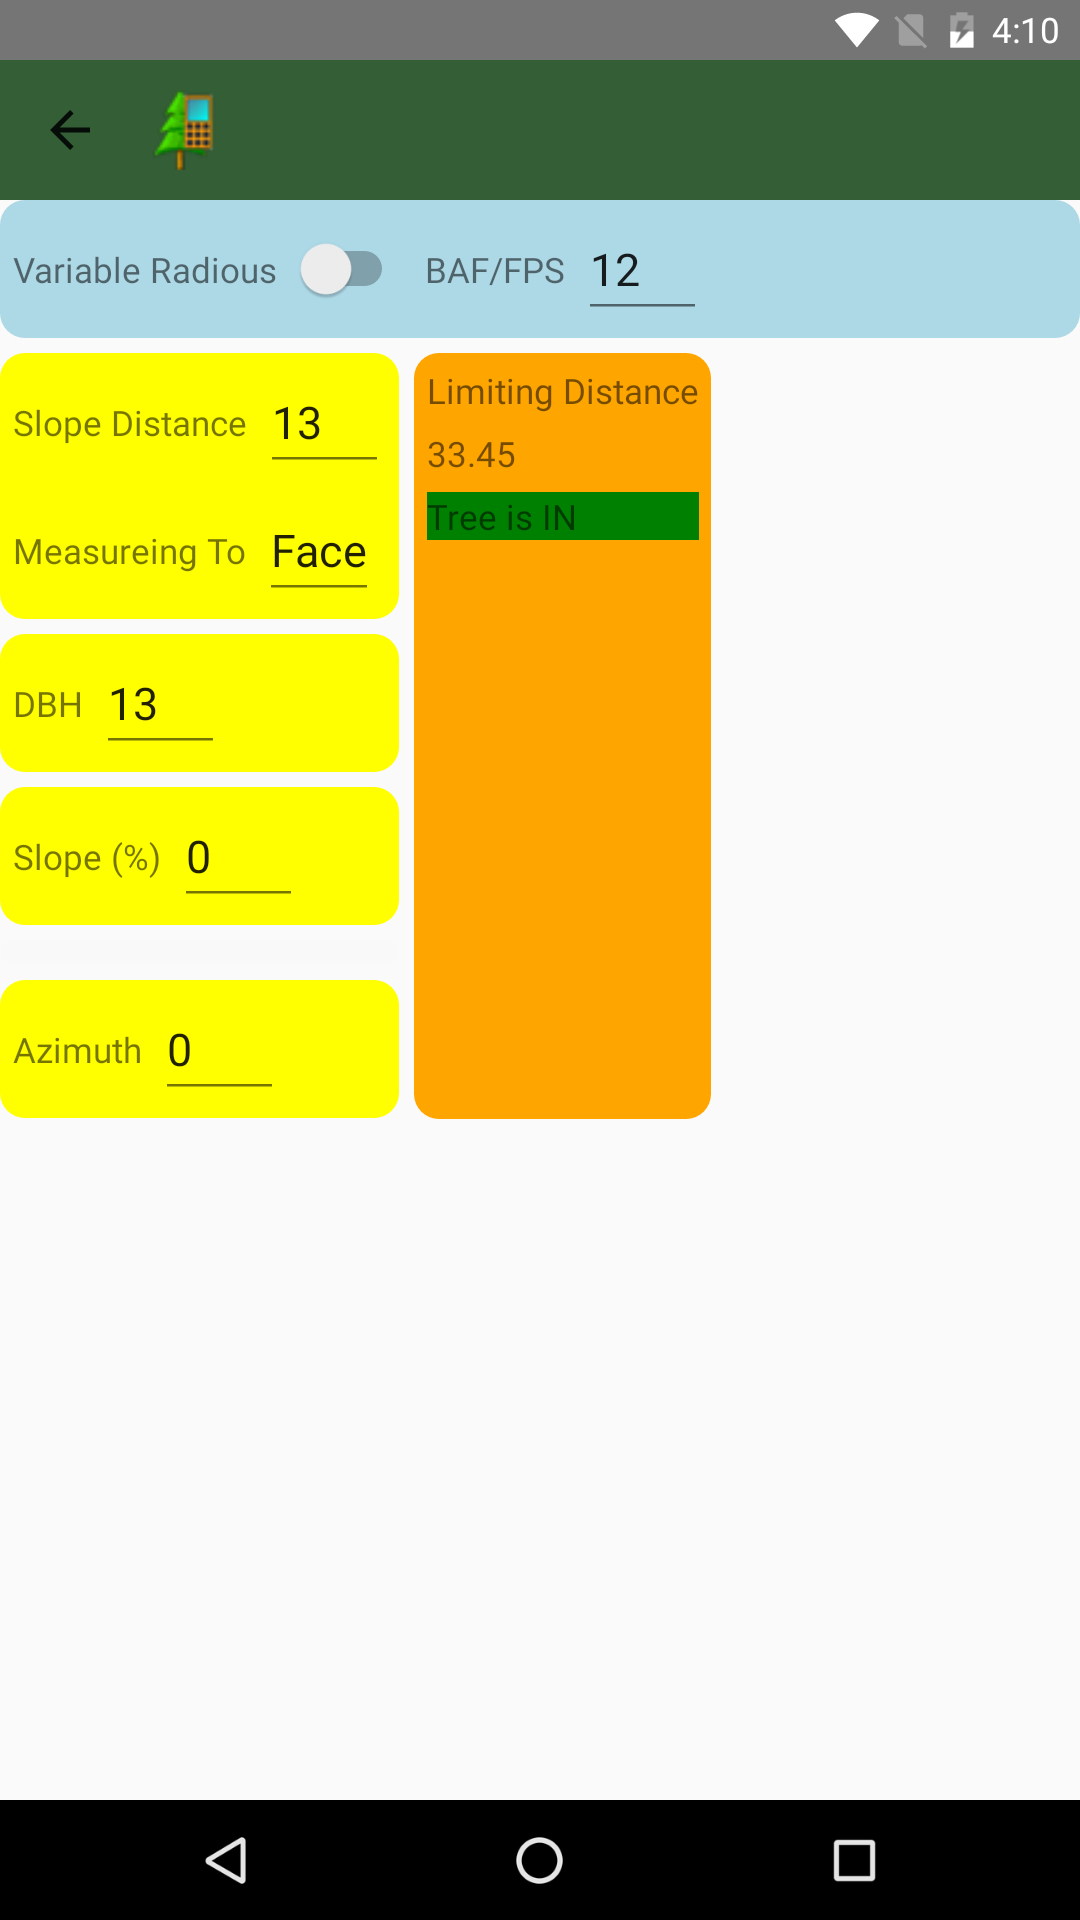 4:10
Variable Radious BAF/FPS 12
Slope Distance 13
Measureing To Face
DBH 13
Slope (%) 0
Azimuth 0
Limiting Distance
33.45
Tree is IN